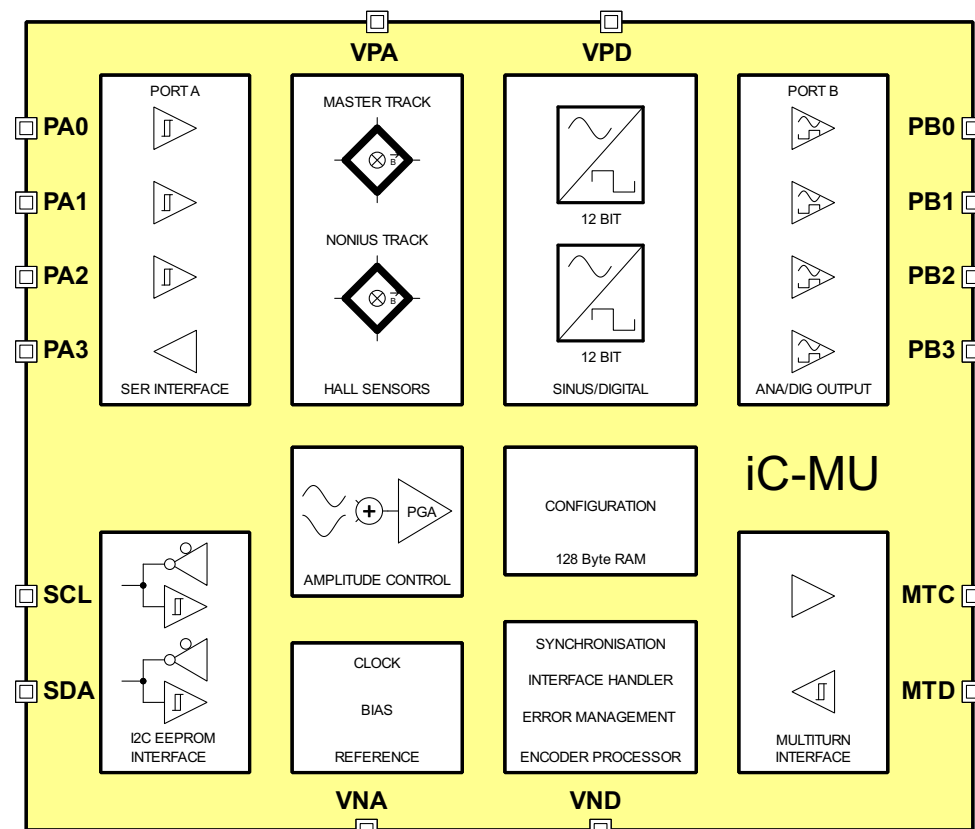 VPA
VPD
PORT A
PA0
PA1
PA2
PA3
SER INTERFACE
MASTER TRACK
B
NONIUS TRACK
B
HALL SENSORS
12 BIT
12 BIT
SINUS/DIGITAL
PORT B
PB0
PB1
PB2
PB3
ANA/DIG OUTPUT
iC-MU
PGA
AMPLITUDE CONTROL
CONFIGURATION
128 Byte RAM
SCL
SDA
I2C EEPROM
INTERFACE
CLOCK
BIAS
REFERENCE
SYNCHRONISATION
INTERFACE HANDLER
ERROR MANAGEMENT
ENCODER PROCESSOR
MTC
MTD
MULTITURN
INTERFACE
VNA
VND